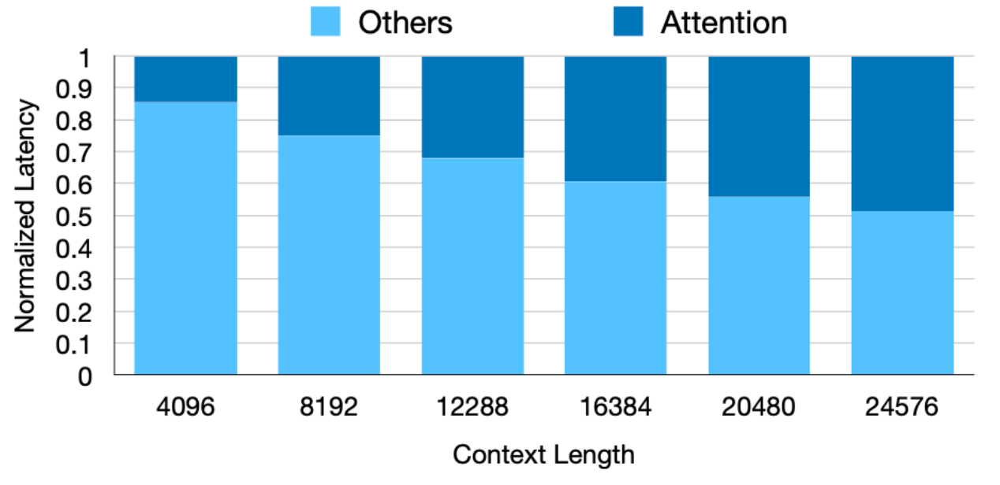 Others Attention
Normalized Latency
1
0.9
0.8
0.7
0.6
0.5
0.4
0.3
0.2
0.1
0
4096 8192 12288 16384 20480 24576
Context Length